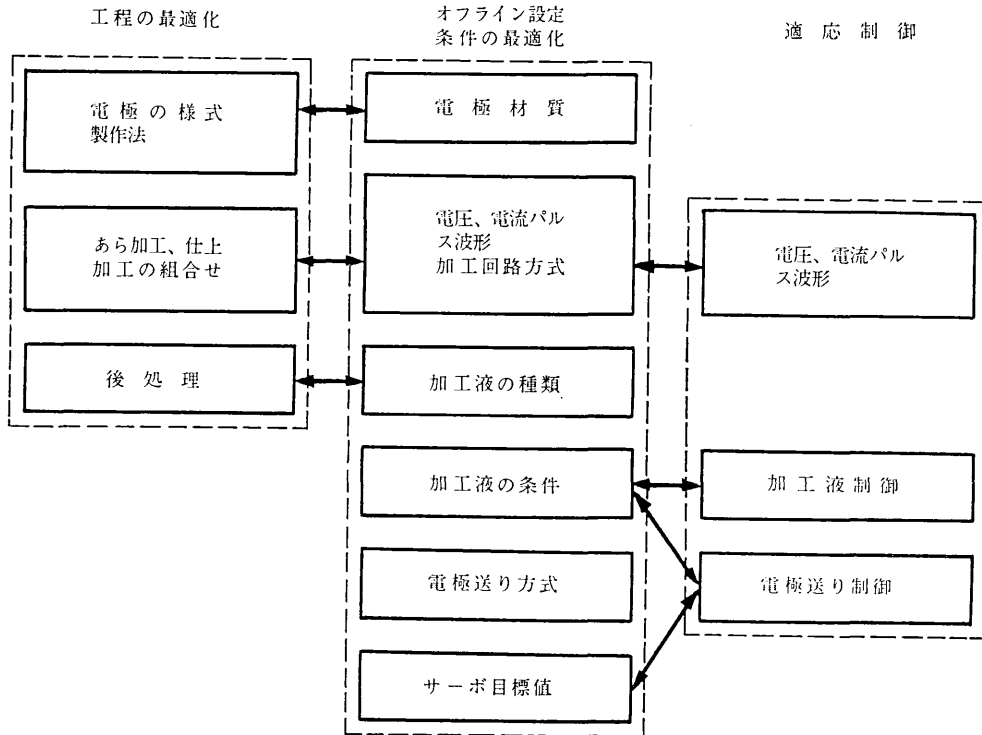 工程の最適化
オフライン設定
条件の最適化
適応制御
電極の様式
製作法
あら加工、仕上
加工の組合せ
後処理
電極材質
電圧、電流パル
ス波形
加工回路方式
加工液の種類
加工液の条件
電極送り方式
サーボ目標値
電圧、電流パル
ス波形
加工液制御
電極送り制御